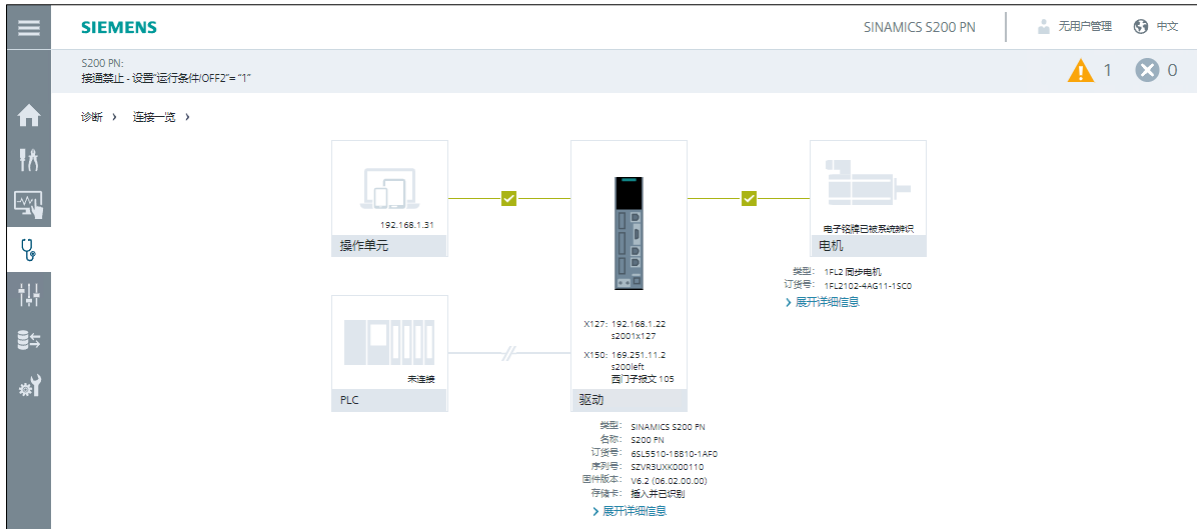 SIEMENS
SINAMICS S200 PN
无用户管理
中文
S200 PN:
接通禁止 - 设置"运行条件/OFF2"= "1"
1
0
诊断 › 连接一览 ›
192.168.1.31
操作单元
电子铭牌已被系统辨识
电机
类型: 1FL2 同步电机
订货号: 1FL2102-4AG11-1SC0
展开详细信息
未连接
PLC
X127: 192.168.1.22
s2001x127
X150: 169.251.11.2
s200left
西门子报文 105
驱动
类型: SINAMICS S200 PN
名称: S200 PN
订货号: 6SL5510-1BB10-1AF0
序列号: SZVR3UXK000110
固件版本: V6.2 (06.02.00.00)
存储卡: 插入并已识别
展开详细信息